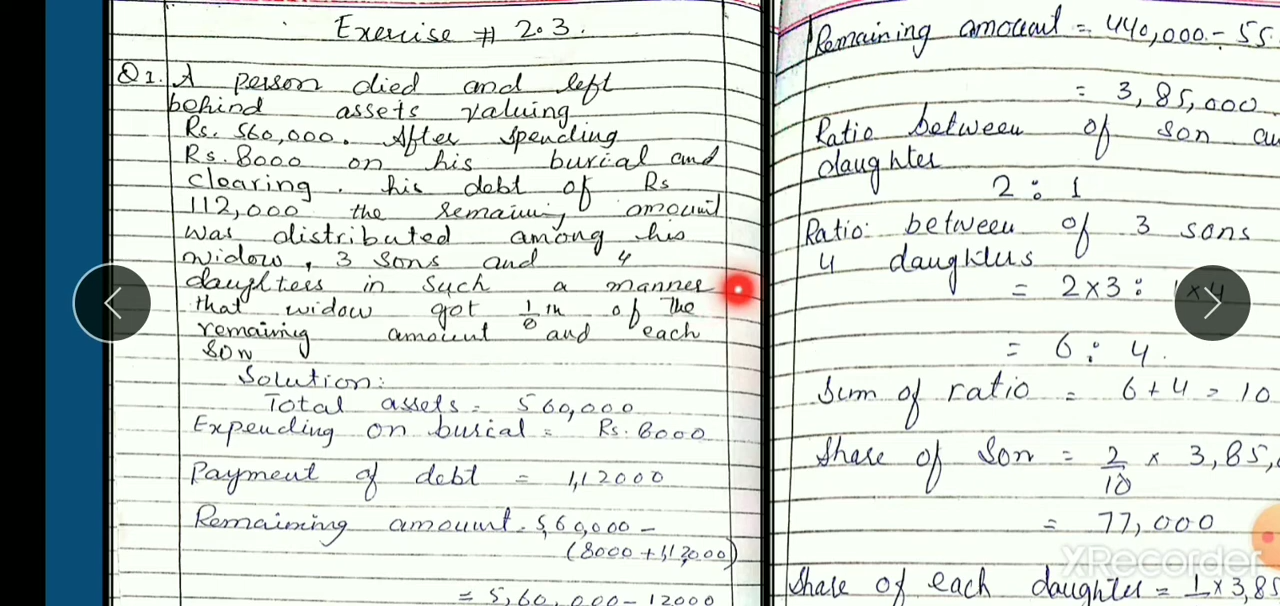 Exercise # 2.3.
Q1. A person died and left
behind assets valuing
Rs. 560,000. After spending
Rs. 8000 on his burial and
clearing. his debt of Rs
112,000 the remaining amount
was distributed among his
widow, 3 sons and 4
daughters in such a manner
that widow got 1/8 th of the
remaining amount and each
son
Solution:
Total assets = 560,000
Expending on burial = Rs. 8000
Payment of debt = 1,12000
Remaining amount = 5,60,000 -
(8000 + 1,12,000)
= 5,60,000 - 12000
Remaining amount = 440,000 - 55
= 3,85,000
Ratio between of son
daughter
2 : 1
Ratio: between of 3 sons
4 daughters
= 2 x 3 : 1 x 4
= 6 : 4.
Sum of ratio = 6 + 4 = 10
Share of son = 2/10 x 3,85,
= 77,000
XRecorder
Share of each daughter = 1 x 3,85